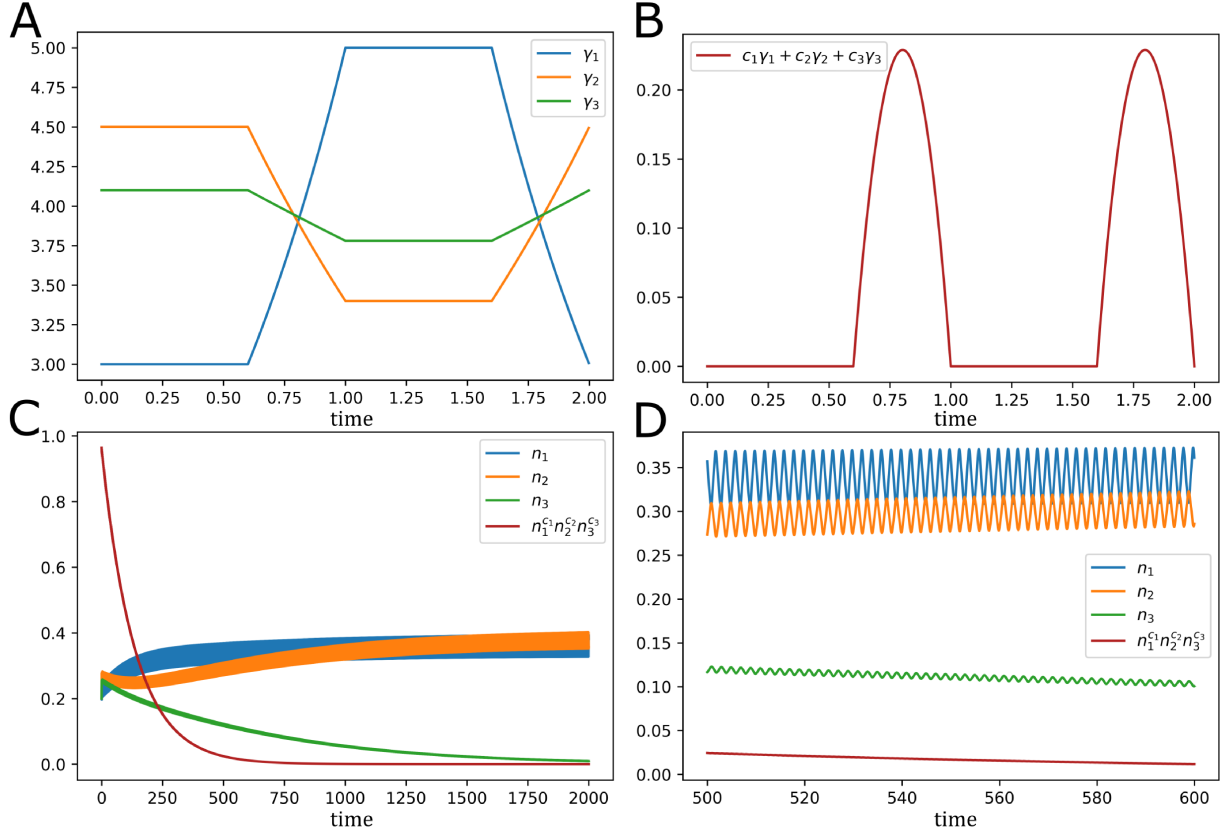 A
γ₁
γ₂
γ₃
5.00
4.75
4.50
4.25
4.00
3.75
3.50
3.25
3.00
0.00 0.25 0.50 0.75 1.00 1.25 1.50 1.75 2.00
time
B
c₁γ₁ + c₂γ₂ + c₃γ₃
0.20
0.15
0.10
0.05
0.00
0.00 0.25 0.50 0.75 1.00 1.25 1.50 1.75 2.00
time
C
n₁
n₂
n₃
n₁^{c₁}n₂^{c₂}n₃^{c₃}
1.0
0.8
0.6
0.4
0.2
0.0
0 250 500 750 1000 1250 1500 1750 2000
time
D
n₁
n₂
n₃
n₁^{c₁}n₂^{c₂}n₃^{c₃}
0.35
0.30
0.25
0.20
0.15
0.10
0.05
0.00
500 520 540 560 580 600
time